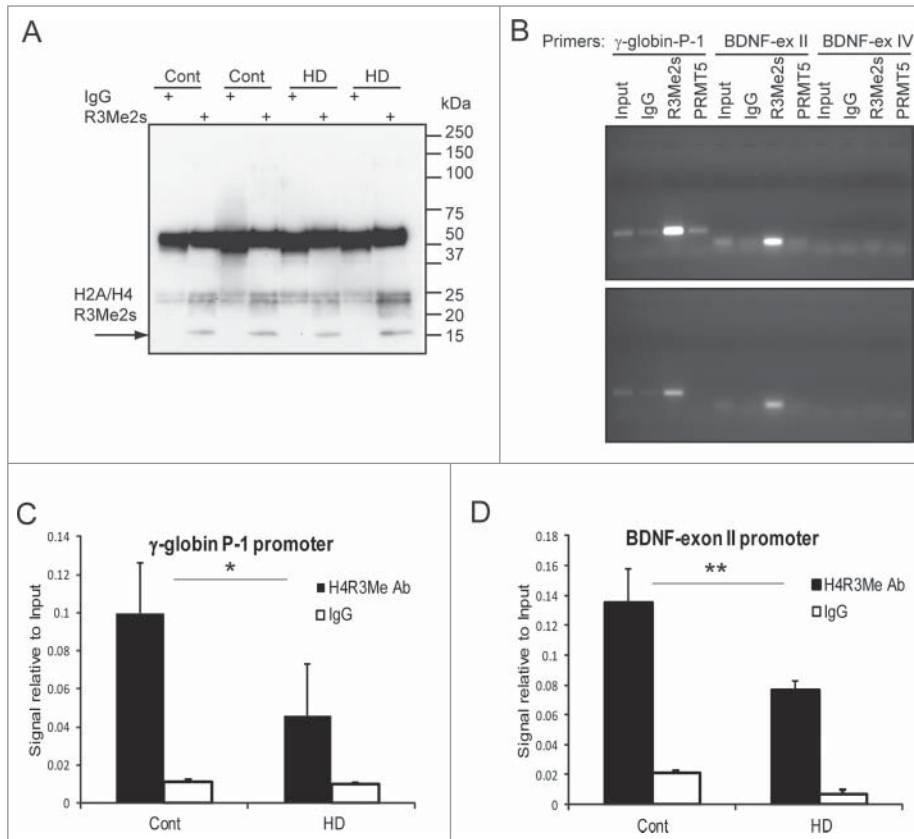 A
Cont Cont HD HD
IgG + + + +
R3Me2s + + + +
kDa
250
150
100
75
50
37
25
20
15
H2A/H4
R3Me2s
B
Primers: γ-globin-P-1 BDNF-ex II BDNF-ex IV
Input IgG R3Me2s PRMT5 Input IgG R3Me2s PRMT5 Input IgG R3Me2s PRMT5
C
γ-globin P-1 promoter
*
H4R3Me Ab
IgG
Signal relative to Input
0.14
0.12
0.1
0.08
0.06
0.04
0.02
0
Cont HD
D
BDNF-exon II promoter
**
H4R3Me Ab
IgG
Signal relative to Input
0.18
0.16
0.14
0.12
0.1
0.08
0.06
0.04
0.02
0
Cont HD